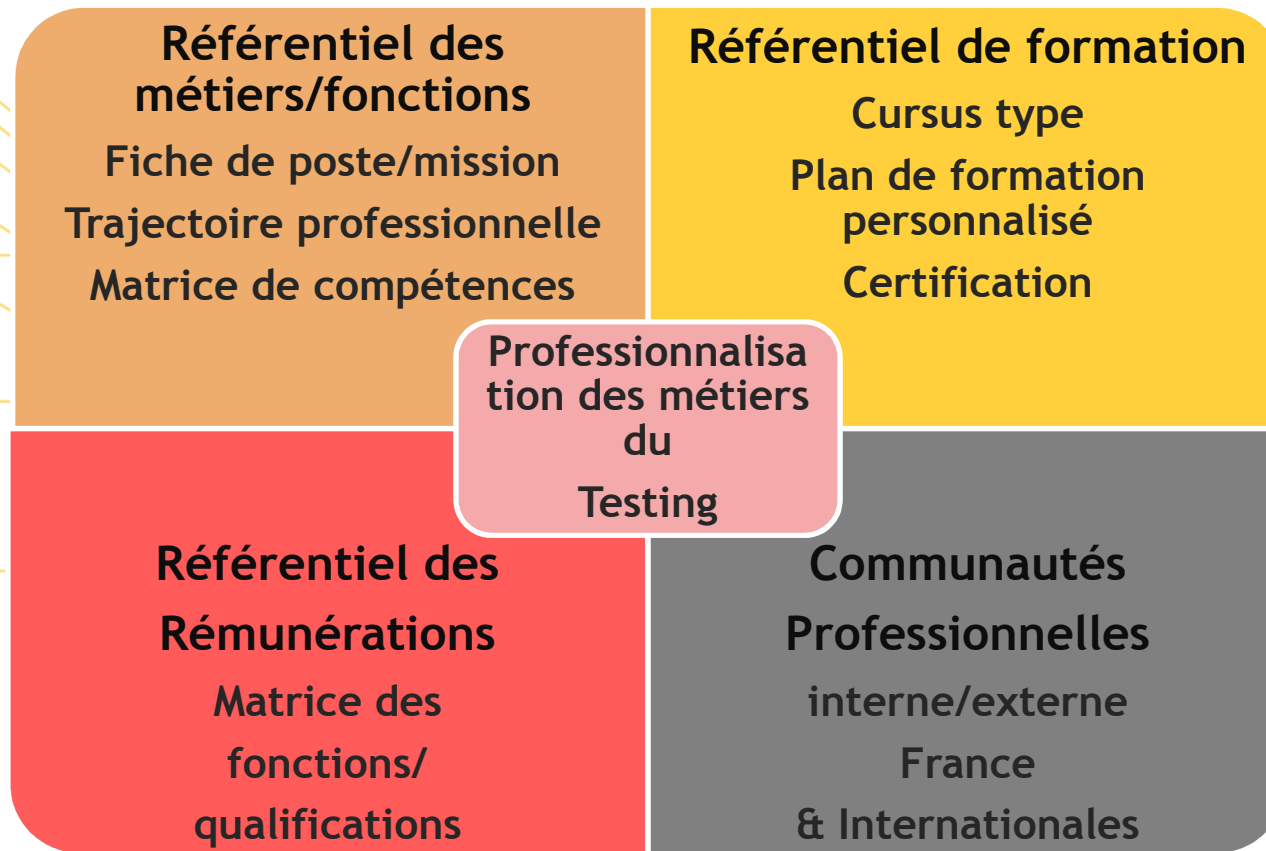 Référentiel des
métiers/fonctions
Fiche de poste/mission
Trajectoire professionnelle
Matrice de compétences
Référentiel de formation
Cursus type
Plan de formation
personnalisé
Certification
Professionnalisa
tion des métiers
du
Testing
Référentiel des
Rémunérations
Matrice des
fonctions/
qualifications
Communautés
Professionnelles
interne/externe
France
& Internationales